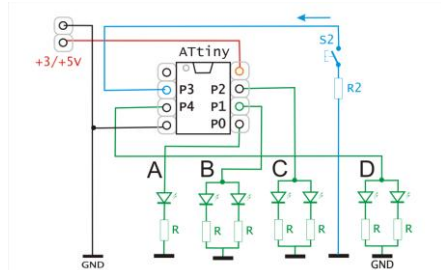 S2
ATtiny
+3/+5V
P3 P2
R2
P4 P1
P0
A B C D
R R R R R R R
GND GND